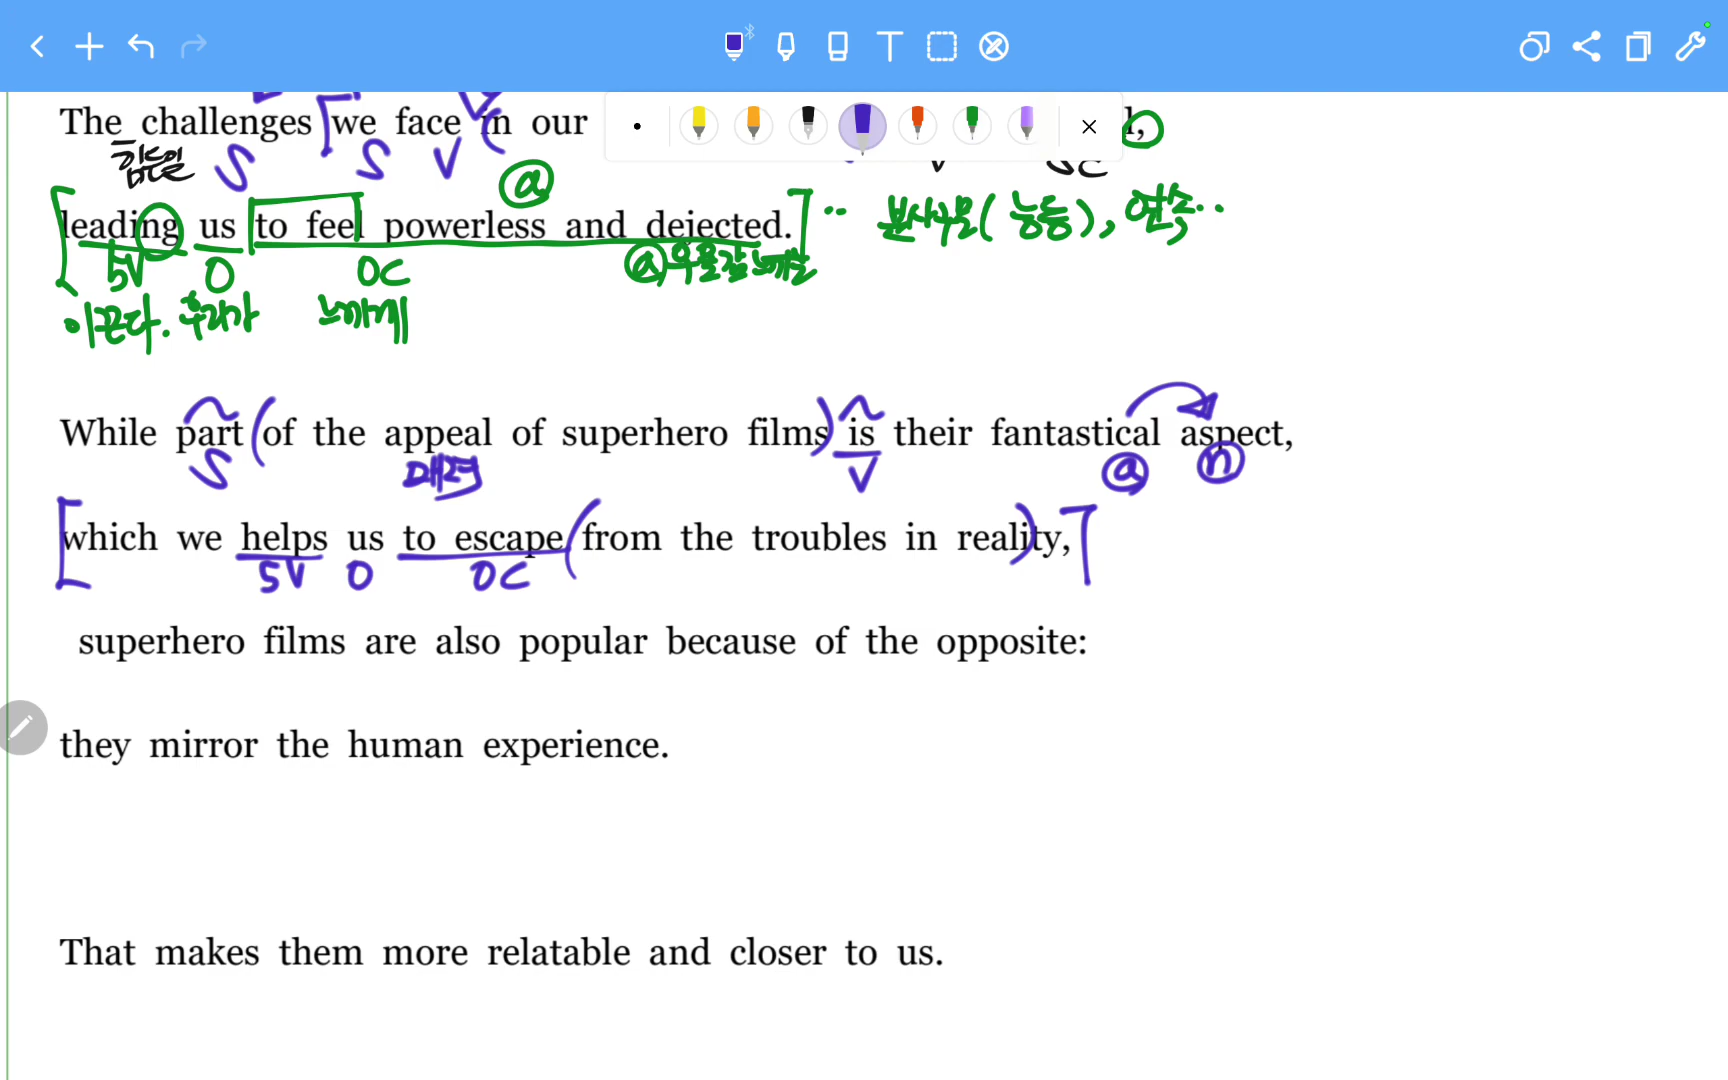 The challenges we face in our l,
힘든일 S S V V SC
ⓐ
leading us to feel powerless and dejected. 분사구문(능동), 연속..
5V O OC ⓐ우울감 느끼는
이끈다. 우리가 느끼게
While part of the appeal of superhero films is their fantastical aspect,
S 매력 V ⓐ ⓝ
which we helps us to escape from the troubles in reality,
5V O OC
superhero films are also popular because of the opposite:
they mirror the human experience.
That makes them more relatable and closer to us.